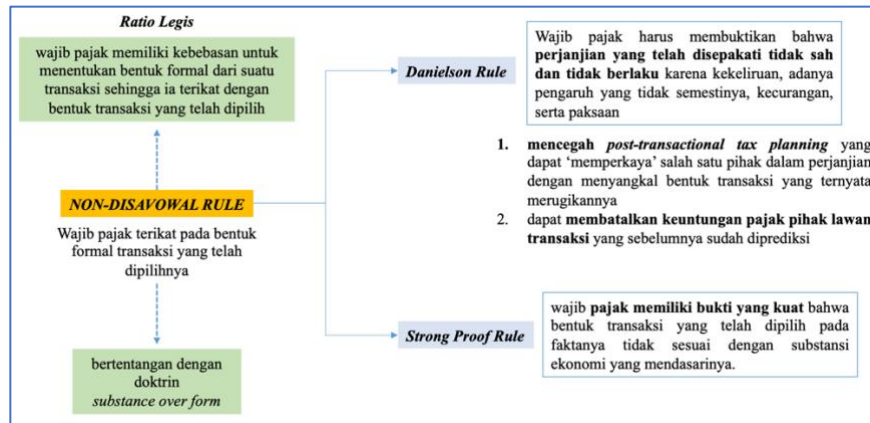 Ratio Legis
wajib pajak memiliki kebebasan untuk
menentukan bentuk formal dari suatu
transaksi sehingga ia terikat dengan
bentuk transaksi yang telah dipilih
NON-DISAVOWAL RULE
Wajib pajak terikat pada bentuk
formal transaksi yang telah
dipilihnya
bertentangan dengan
doktrin
substance over form
Danielson Rule
Wajib pajak harus membuktikan bahwa
perjanjian yang telah disepakati tidak sah
dan tidak berlaku karena kekeliruan, adanya
pengaruh yang tidak semestinya, kecurangan,
serta paksaan
1. mencegah post-transactional tax planning yang
dapat ‘memperkaya’ salah satu pihak dalam perjanjian
dengan menyangkal bentuk transaksi yang ternyata
merugikannya
2. dapat membatalkan keuntungan pajak pihak lawan
transaksi yang sebelumnya sudah diprediksi
Strong Proof Rule
wajib pajak memiliki bukti yang kuat bahwa
bentuk transaksi yang telah dipilih pada
faktanya tidak sesuai dengan substansi
ekonomi yang mendasarinya.